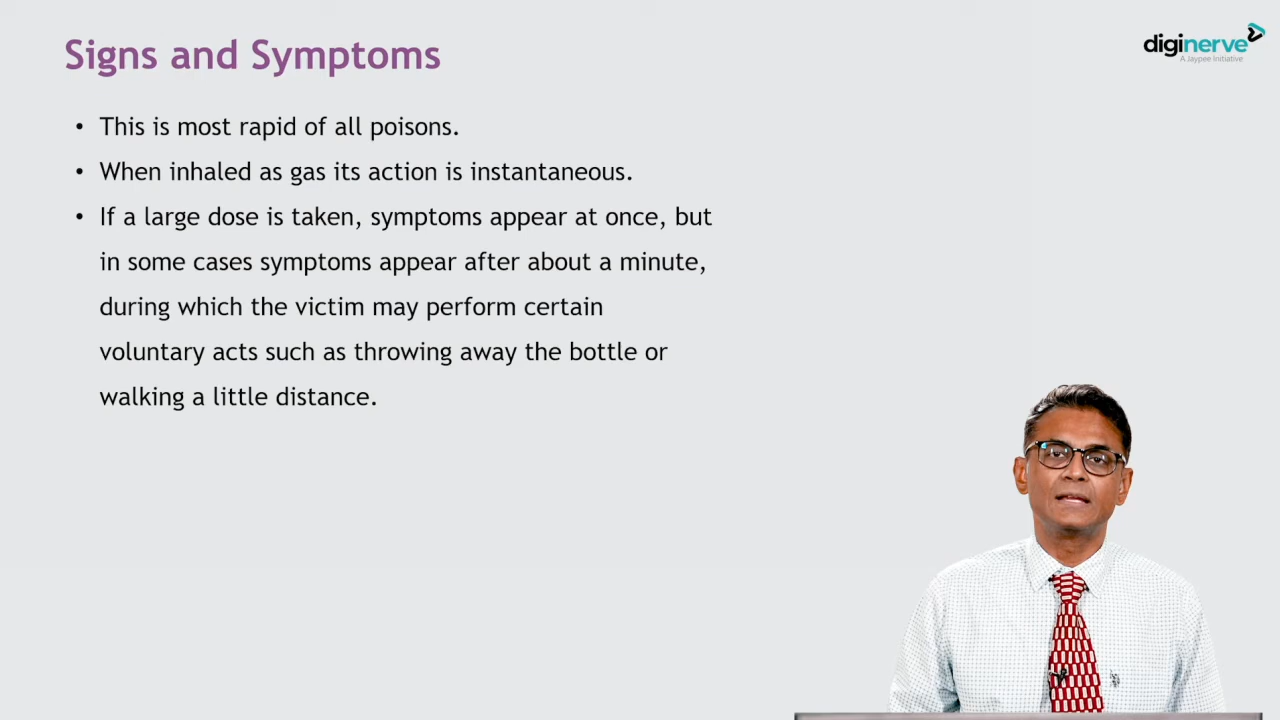 Signs and Symptoms
diginerve
A Jaypee Initiative
• This is most rapid of all poisons.
• When inhaled as gas its action is instantaneous.
• If a large dose is taken, symptoms appear at once, but
in some cases symptoms appear after about a minute,
during which the victim may perform certain
voluntary acts such as throwing away the bottle or
walking a little distance.